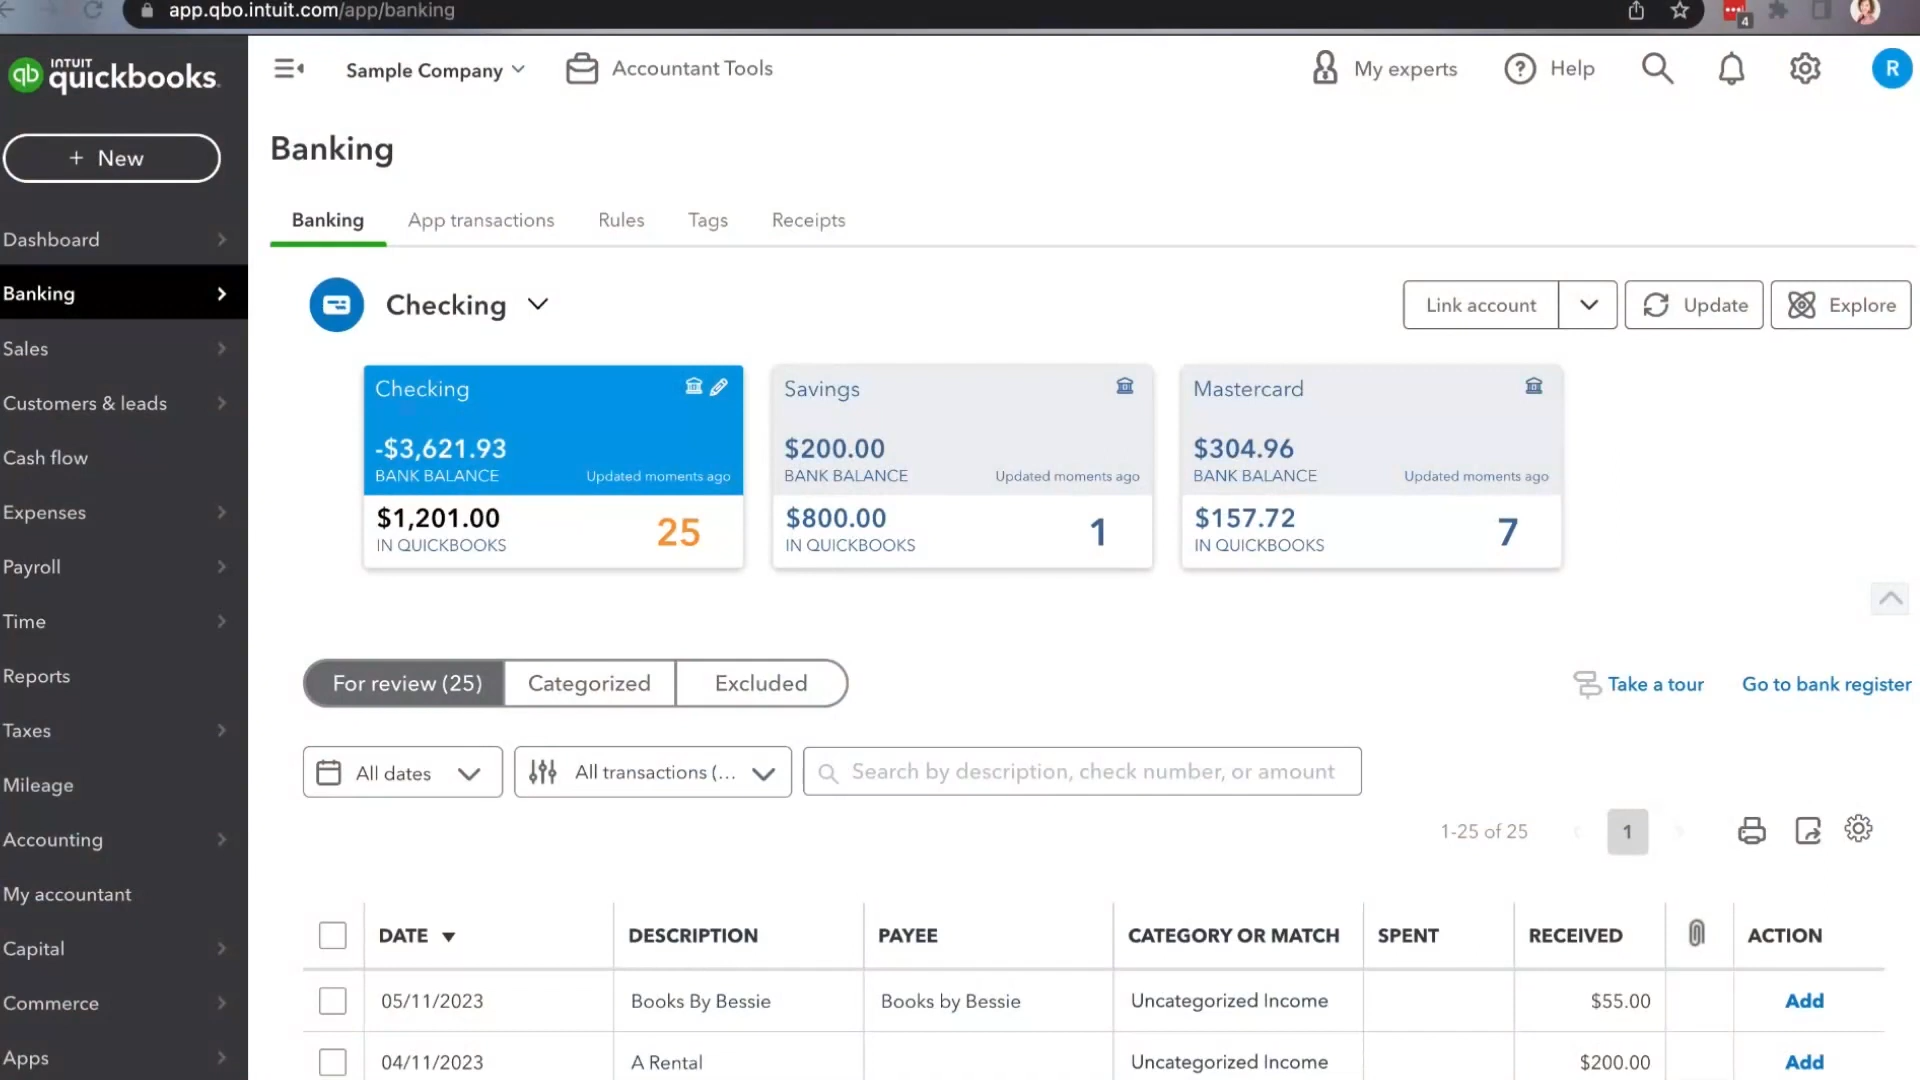 app.qbo.intuit.com/app/banking
4
INTUIT
qb quickbooks.
Sample Company
Accountant Tools
My experts
Help
R
+ New
Banking
Dashboard
Banking
Sales
Customers & leads
Cash flow
Expenses
Payroll
Time
Reports
Taxes
Mileage
Accounting
My accountant
Capital
Commerce
Apps
Banking App transactions Rules Tags Receipts
Checking
Link account
Update
Explore
Checking
-$3,621.93
BANK BALANCE Updated moments ago
$1,201.00
IN QUICKBOOKS
25
Savings
$200.00
BANK BALANCE Updated moments ago
$800.00
IN QUICKBOOKS
1
Mastercard
$304.96
BANK BALANCE Updated moments ago
$157.72
IN QUICKBOOKS
7
For review (25) Categorized Excluded
Take a tour Go to bank register
All dates
All transactions (...
Search by description, check number, or amount
1-25 of 25 1
DATE DESCRIPTION PAYEE CATEGORY OR MATCH SPENT RECEIVED ACTION
05/11/2023 Books By Bessie Books by Bessie Uncategorized Income $55.00 Add
04/11/2023 A Rental Uncategorized Income $200.00 Add